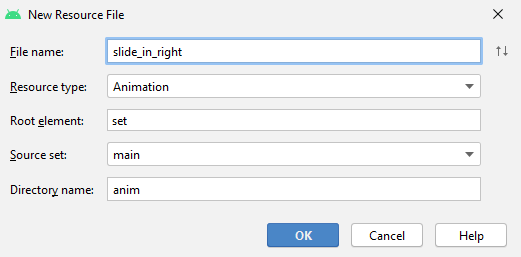 New Resource File
File name: slide_in_right
Resource type: Animation
Root element: set
Source set: main
Directory name: anim
OK Cancel Help